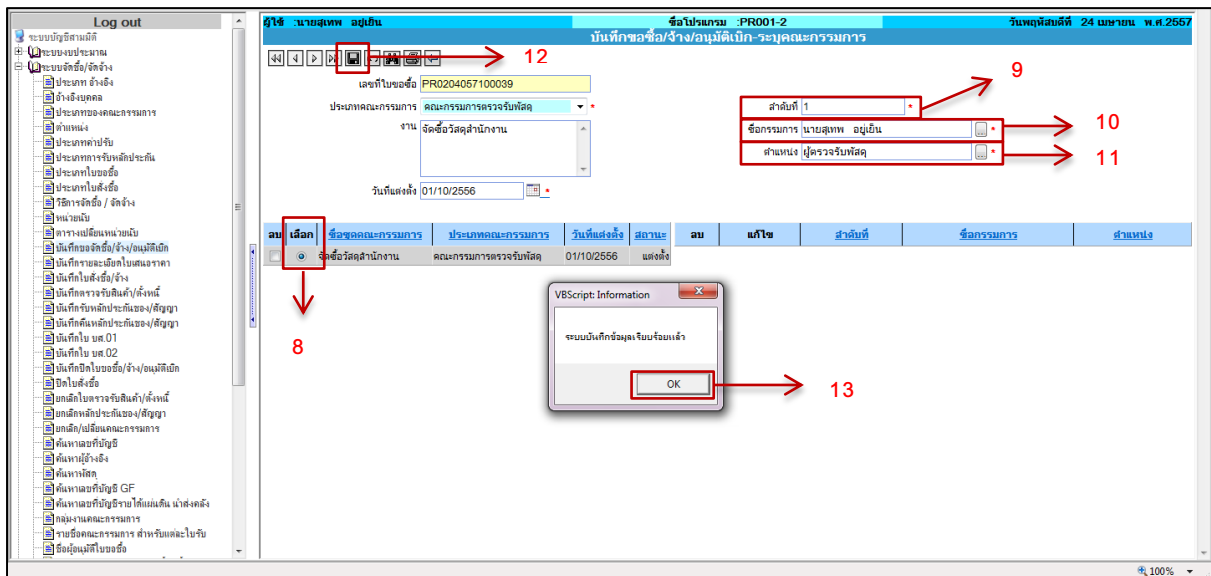 Log out
ระบบบัญชีสามมิติ
ระบบงบประมาณ
ระบบจัดซื้อ/จัดจ้าง
ประเภท อ้างอิง
อ้างอิงบุคคล
ประเภทของคณะกรรมการ
ตำแหน่ง
ประเภทค่าปรับ
ประเภทการรับหลักประกัน
ประเภทใบขอซื้อ
ประเภทใบสั่งซื้อ
วิธีการจัดซื้อ / จัดจ้าง
หน่วยนับ
ตารางเปลี่ยนหน่วยนับ
บันทึกขอจัดซื้อ/จ้าง/อนุมัติเบิก
บันทึกรายละเอียดใบเสนอราคา
บันทึกใบสั่งซื้อ/จ้าง
บันทึกตรวจรับสินค้า/ตั้งหนี้
บันทึกรับหลักประกันซอง/สัญญา
บันทึกคืนหลักประกันซอง/สัญญา
บันทึกใบ บศ.01
บันทึกใบ บศ.02
บันทึกปิดใบขอซื้อ/จ้าง/อนุมัติเบิก
ปิดใบสั่งซื้อ
ยกเลิกใบตรวจรับสินค้า/ตั้งหนี้
ยกเลิกหลักประกันซอง/สัญญา
ยกเลิก/เปลี่ยนคณะกรรมการ
ค้นหาเลขที่บัญชี
ค้นหาผู้อ้างอิง
ค้นหาพัสดุ
ค้นหาเลขที่บัญชี GF
ค้นหาเลขที่บัญชีรายได้แผ่นดิน นำส่งคลัง
กลุ่มงานคณะกรรมการ
รายชื่อคณะกรรมการ สำหรับแต่ละใบรับ
ชื่อผู้อนุมัติใบขอซื้อ
ผู้ใช้ :นายสุเทพ อยู่เย็น ชื่อโปรแกรม :PR001-2 วันพฤหัสบดีที่ 24 เมษายน พ.ศ.2557
บันทึกขอซื้อ/จ้าง/อนุมัติเบิก-ระบุคณะกรรมการ
12
เลขที่ใบขอซื้อ PR0204057100039
9
ประเภทคณะกรรมการ คณะกรรมการตรวจรับพัสดุ * ลำดับที่ 1 *
งาน จัดซื้อวัสดุสำนักงาน ชื่อกรรมการ นายสุเทพ อยู่เย็น ... * 10
ตำแหน่ง ผู้ตรวจรับพัสดุ ... * 11
วันที่แต่งตั้ง 01/10/2556 *
ลบ เลือก ชื่อชุดคณะกรรมการ ประเภทคณะกรรมการ วันที่แต่งตั้ง สถานะ ลบ แก้ไข ลำดับที่ ชื่อกรรมการ ตำแหน่ง
จัดซื้อวัสดุสำนักงาน คณะกรรมการตรวจรับพัสดุ 01/10/2556 แต่งตั้ง
VBScript: Information
ระบบบันทึกข้อมูลเรียบร้อยแล้ว
8
OK
13
100%